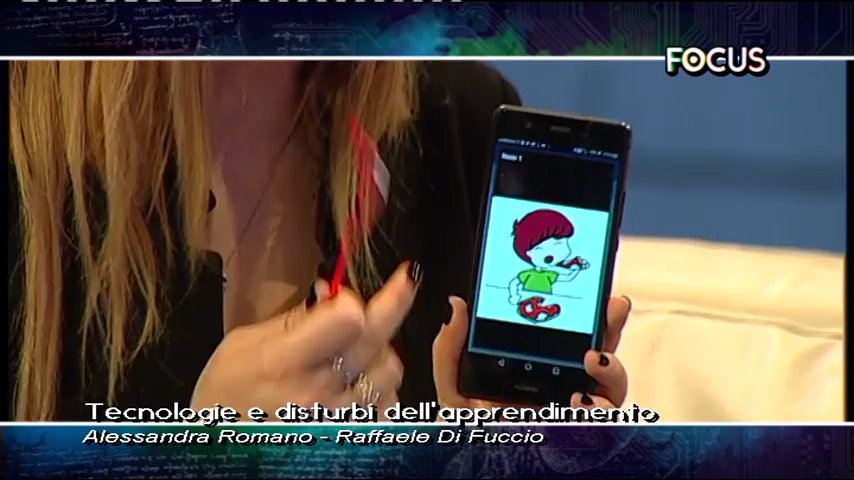 FOCUS
Tecnologie e disturbi dell'apprendimento
Alessandra Romano - Raffaele Di Fuccio